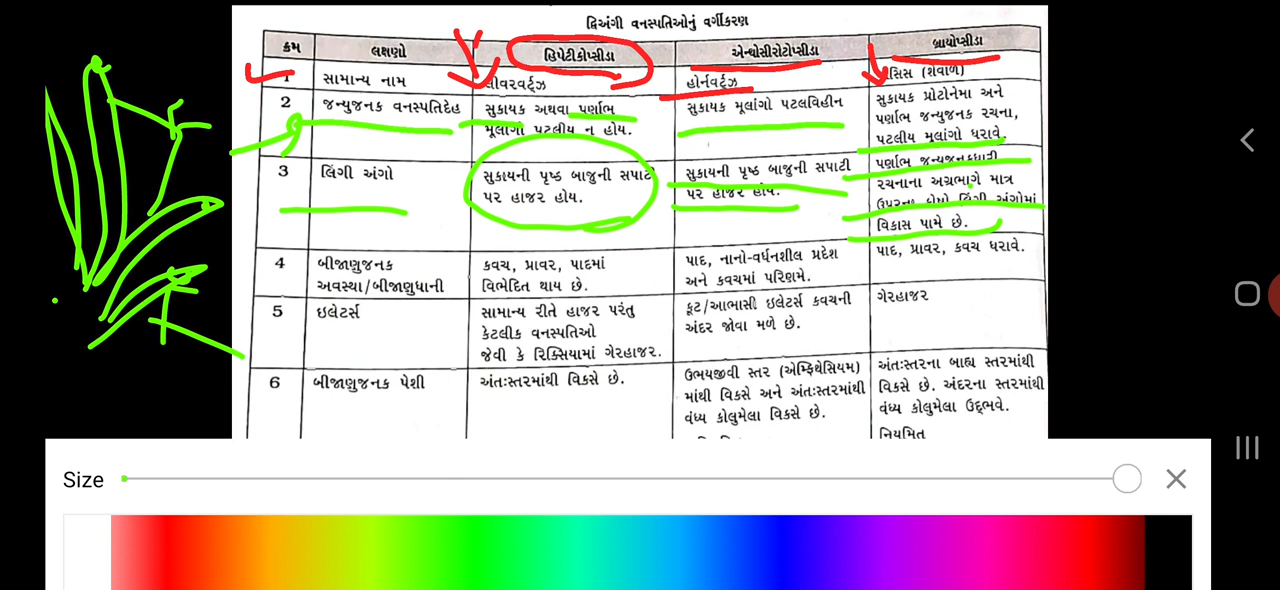 દ્વિઅંગી વનસ્પતિઓનું વર્ગીકરણ
ક્રમ લક્ષણો હિપેટીકોપ્સીડા એન્થોસીરોટોપ્સીડા બ્રાયોપ્સીડા
1 સામાન્ય નામ લીવરવર્ટ્ઝ હોર્નવર્ટ્ઝ (શેવાળ)
2 જન્યુજનક વનસ્પતિદેહ
સુકાયક અથવા પર્ણાભ
મૂલાંગો પટલીય ન હોય.
સુકાયક મૂલાંગો પટલવિહીન
સુકાયક પ્રોટોનેમા અને
પર્ણાભ જન્યુજનક રચના,
પટલીય મૂલાંગો ધરાવે.
3 લિંગી અંગો
સુકાયની પૃષ્ઠ બાજુની સપાટી
પર હાજર હોય.
સુકાયની પૃષ્ઠ બાજુની સપાટી
પર હાજર હોય.
પર્ણાભ જન્યુજનકધારી
રચનાના અગ્રભાગે માત્ર
ઉપરના લિંગી અંગોમાં
વિકાસ પામે છે.
4 બીજાણુજનક
અવસ્થા/બીજાણુધાની
કવચ, પ્રાવર, પાદમાં
વિભેદિત થાય છે.
પાદ, નાનો-વર્ધનશીલ પ્રદેશ
અને કવચમાં પરિણમે.
પાદ, પ્રાવર, કવચ ધરાવે.
5 ઇલેટર્સ
સામાન્ય રીતે હાજર પરંતુ
કેટલીક વનસ્પતિઓ
જેવી કે રિક્સિયામાં ગેરહાજર.
કૂટ/આભાસી ઇલેટર્સ કવચની
અંદર જોવા મળે છે.
ગેરહાજર
6 બીજાણુજનક પેશી
અંતઃસ્તરમાંથી વિકસે છે.
ઉભયજીવી સ્તર (એમ્ફિથેસિયમ)
માંથી વિકસે અને અંતઃસ્તરમાંથી
વંધ્ય કોલુમેલા વિકસે છે.
અંતઃસ્તરના બાહ્ય સ્તરમાંથી
વિકસે છે. અંદરના સ્તરમાંથી
વંધ્ય કોલુમેલા ઉદ્ભવે.
નિયમિત
Size